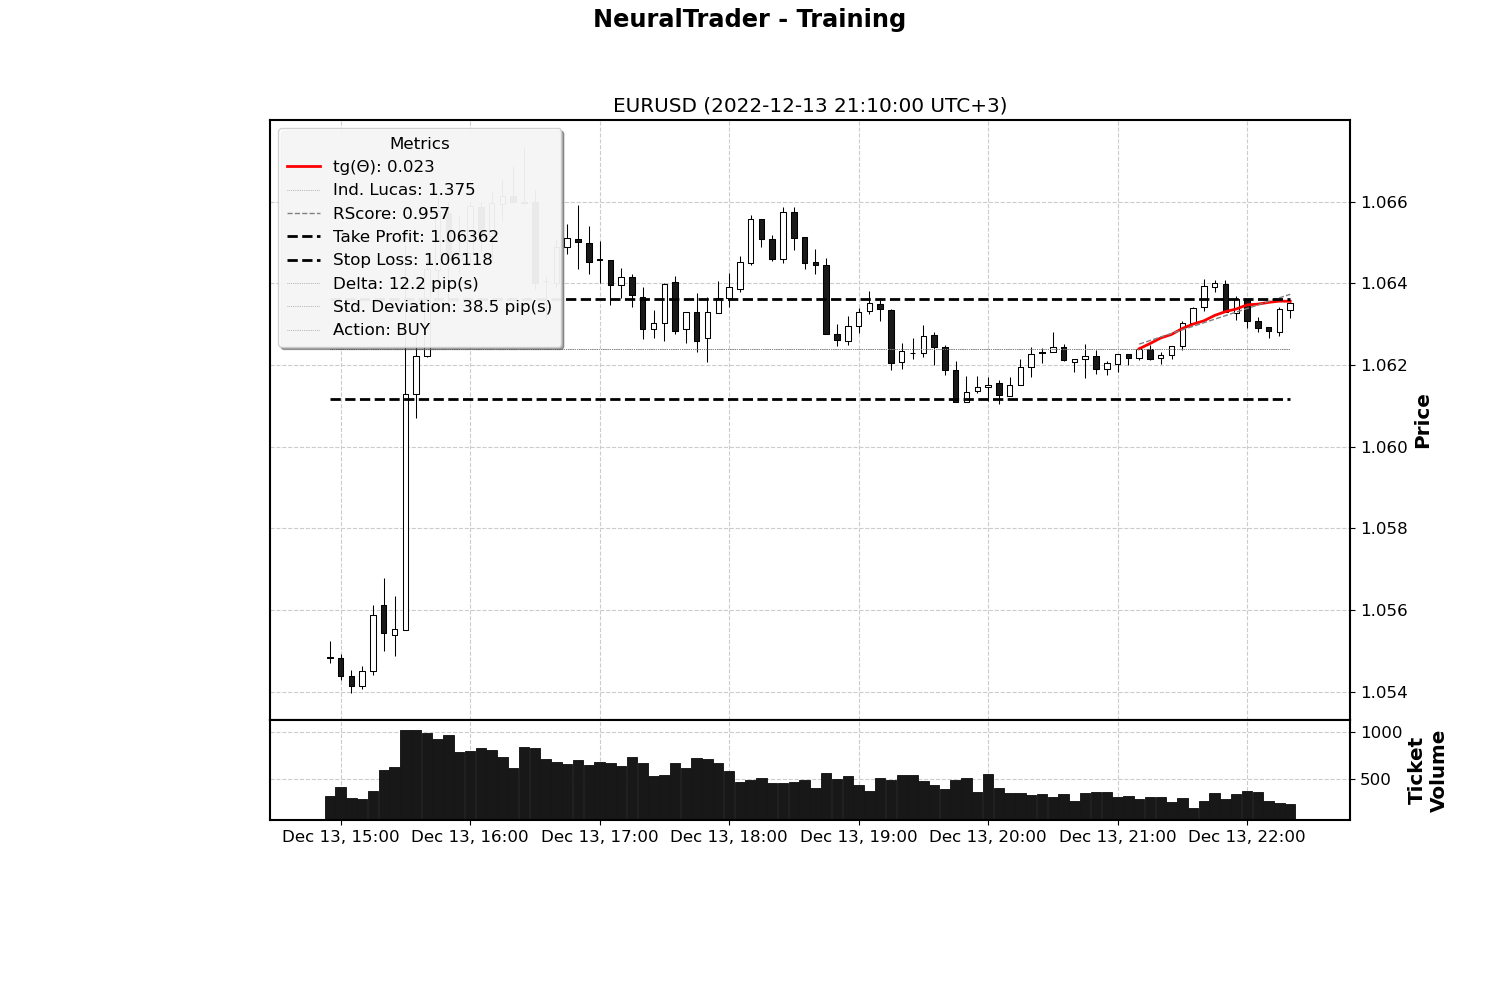 NeuralTrader - Training
EURUSD (2022-12-13 21:10:00 UTC+3)
Metrics
tg(Θ): 0.023
Ind. Lucas: 1.375
RScore: 0.957
Take Profit: 1.06362
Stop Loss: 1.06118
Delta: 12.2 pip(s)
Std. Deviation: 38.5 pip(s)
Action: BUY
1.066
1.064
1.062
1.060
1.058
1.056
1.054
Price
1000
500
Ticket
Volume
Dec 13, 15:00
Dec 13, 16:00
Dec 13, 17:00
Dec 13, 18:00
Dec 13, 19:00
Dec 13, 20:00
Dec 13, 21:00
Dec 13, 22:00